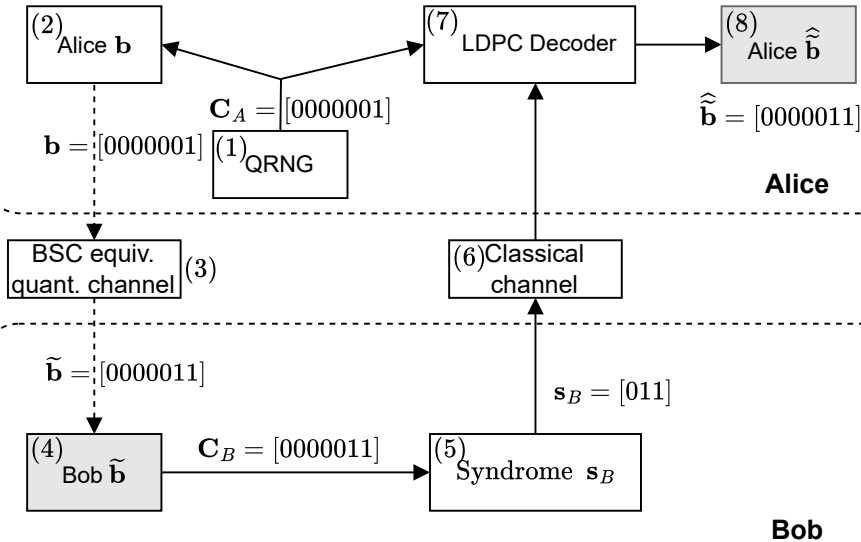 (2)
Alice b
(7)
LDPC Decoder
(8)
Alice b̃̂
C_A = [0000001]
b̃̂ = [0000011]
b = [0000001]
(1)
QRNG
Alice
BSC equiv.
quant. channel
(3)
(6) Classical
channel
b̃ = [0000011]
s_B = [011]
(4)
Bob b̃
C_B = [0000011]
(5)
Syndrome s_B
Bob